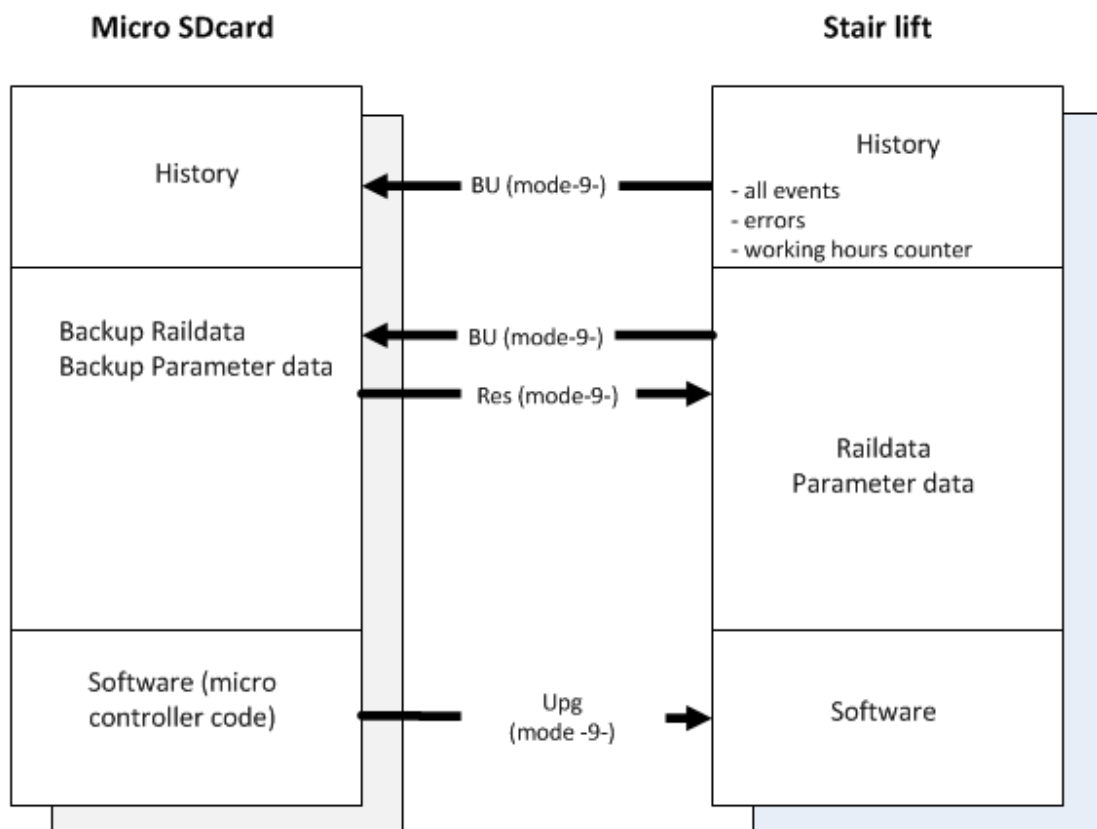 Micro SDcard
Stair lift
History
BU (mode-9-)
History
- all events
- errors
- working hours counter
Backup Raildata
Backup Parameter data
BU (mode-9-)
Res (mode-9-)
Raildata
Parameter data
Software (micro
controller code)
Upg
(mode -9-)
Software